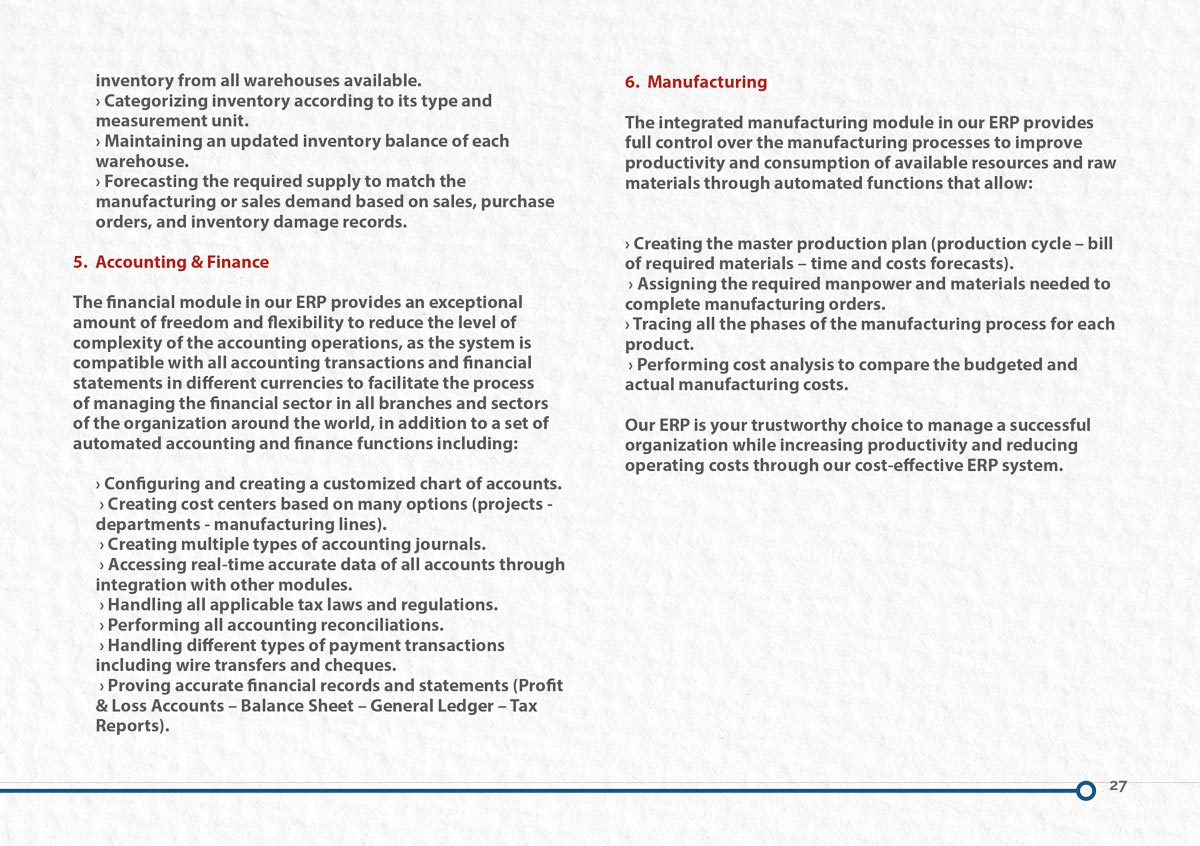 inventory from all warehouses available.
› Categorizing inventory according to its type and
measurement unit.
› Maintaining an updated inventory balance of each
warehouse.
› Forecasting the required supply to match the
manufacturing or sales demand based on sales, purchase
orders, and inventory damage records.
5. Accounting & Finance
The financial module in our ERP provides an exceptional
amount of freedom and flexibility to reduce the level of
complexity of the accounting operations, as the system is
compatible with all accounting transactions and financial
statements in different currencies to facilitate the process
of managing the financial sector in all branches and sectors
of the organization around the world, in addition to a set of
automated accounting and finance functions including:
› Configuring and creating a customized chart of accounts.
› Creating cost centers based on many options (projects -
departments - manufacturing lines).
› Creating multiple types of accounting journals.
› Accessing real-time accurate data of all accounts through
integration with other modules.
› Handling all applicable tax laws and regulations.
› Performing all accounting reconciliations.
› Handling different types of payment transactions
including wire transfers and cheques.
› Proving accurate financial records and statements (Profit
& Loss Accounts – Balance Sheet – General Ledger – Tax
Reports).
6. Manufacturing
The integrated manufacturing module in our ERP provides
full control over the manufacturing processes to improve
productivity and consumption of available resources and raw
materials through automated functions that allow:
› Creating the master production plan (production cycle – bill
of required materials – time and costs forecasts).
› Assigning the required manpower and materials needed to
complete manufacturing orders.
› Tracing all the phases of the manufacturing process for each
product.
› Performing cost analysis to compare the budgeted and
actual manufacturing costs.
Our ERP is your trustworthy choice to manage a successful
organization while increasing productivity and reducing
operating costs through our cost-effective ERP system.
27